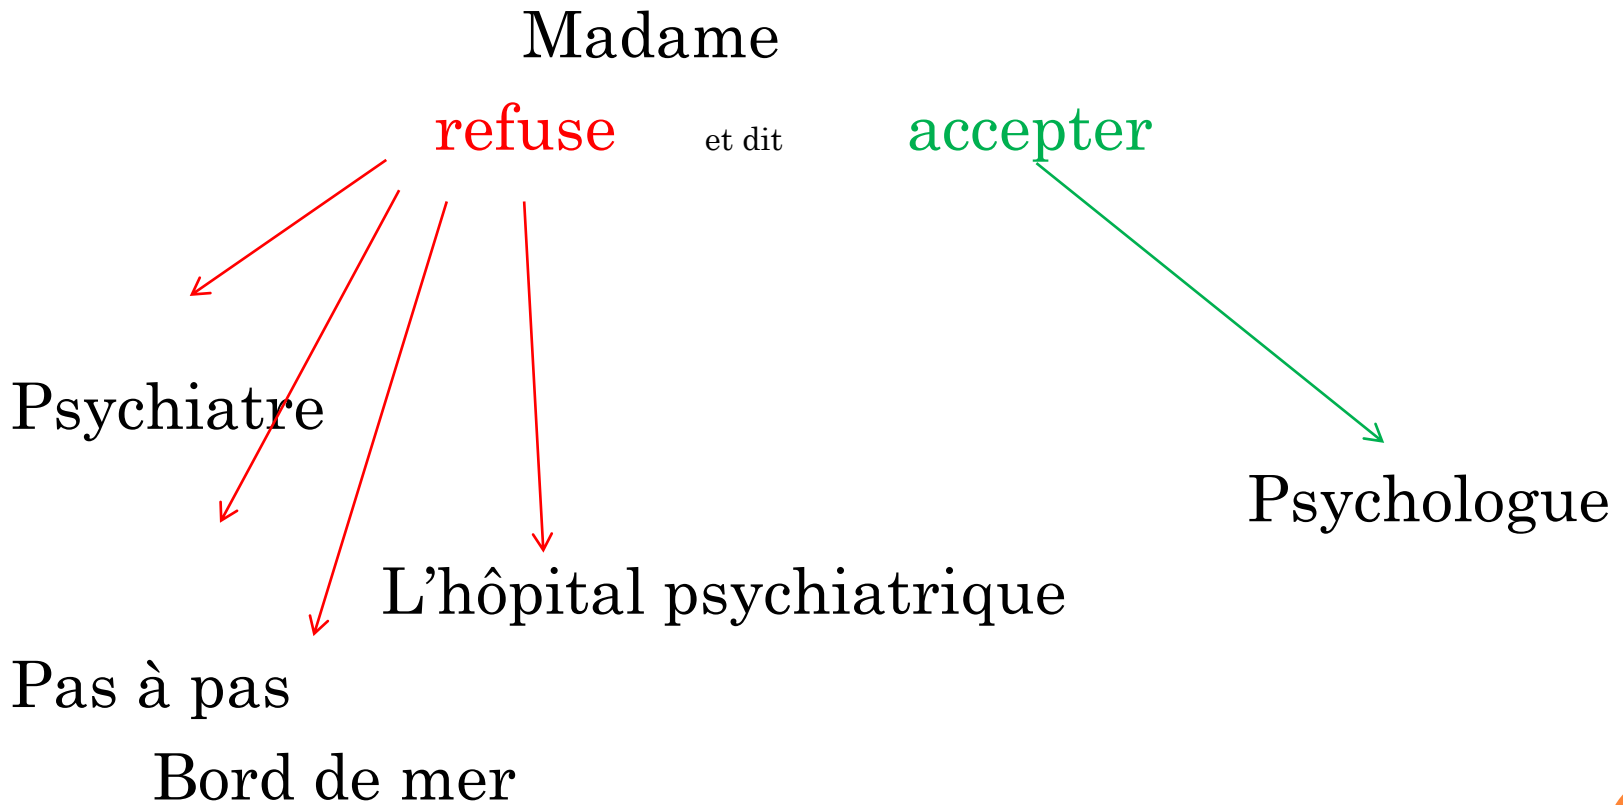 Madame
refuse et dit accepter
Psychiatre
Psychologue
L’hôpital psychiatrique
Pas à pas
Bord de mer